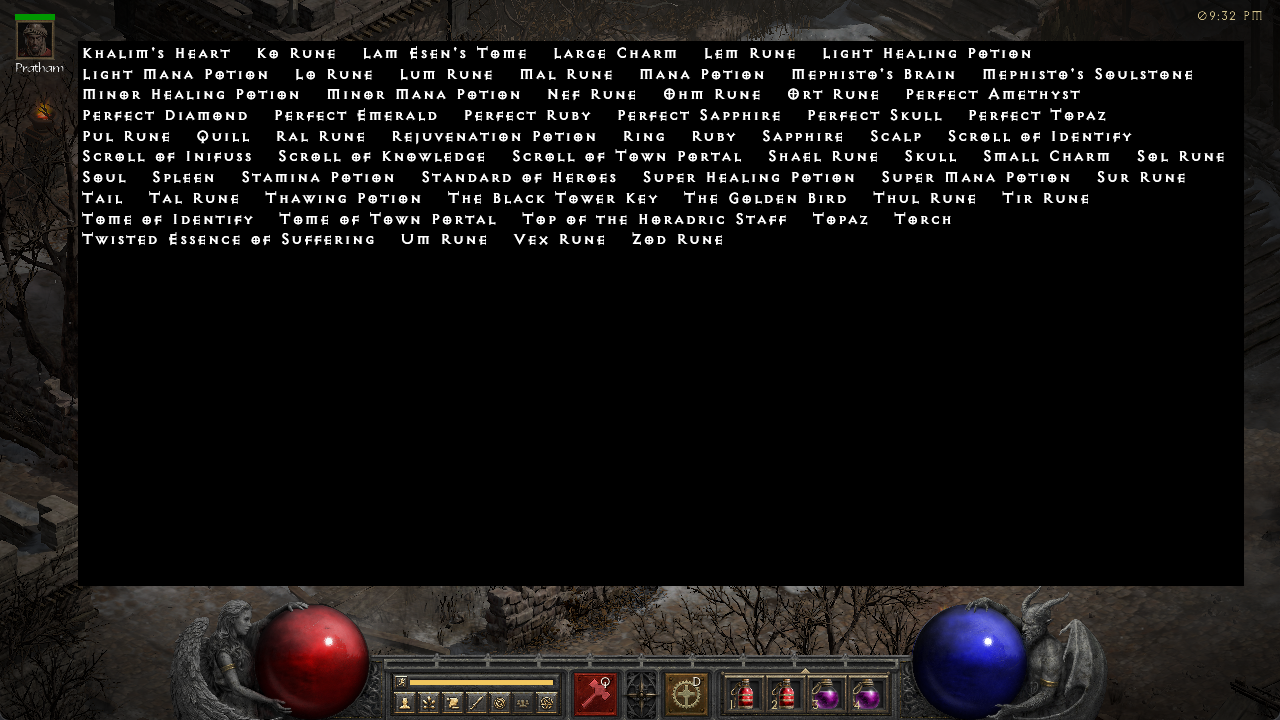 09:32 PM
Pratham
Khalim's Heart Ko Rune Lam Esen's Tome Large Charm Lem Rune Light Healing Potion
Light Mana Potion Lo Rune Lum Rune Mal Rune Mana Potion Mephisto's Brain Mephisto's Soulstone
Minor Healing Potion Minor Mana Potion Nef Rune Ohm Rune Ort Rune Perfect Amethyst
Perfect Diamond Perfect Emerald Perfect Ruby Perfect Sapphire Perfect Skull Perfect Topaz
Pul Rune Quill Ral Rune Rejuvenation Potion Ring Ruby Sapphire Scalp Scroll of Identify
Scroll of Inifuss Scroll of Knowledge Scroll of Town Portal Shael Rune Skull Small Charm Sol Rune
Soul Spleen Stamina Potion Standard of Heroes Super Healing Potion Super Mana Potion Sur Rune
Tail Tal Rune Thawing Potion The Black Tower Key The Golden Bird Thul Rune Tir Rune
Tome of Identify Tome of Town Portal Top of the Horadric Staff Topaz Torch
Twisted Essence of Suffering Um Rune Vex Rune Zod Rune
Q D
1 2 3 4